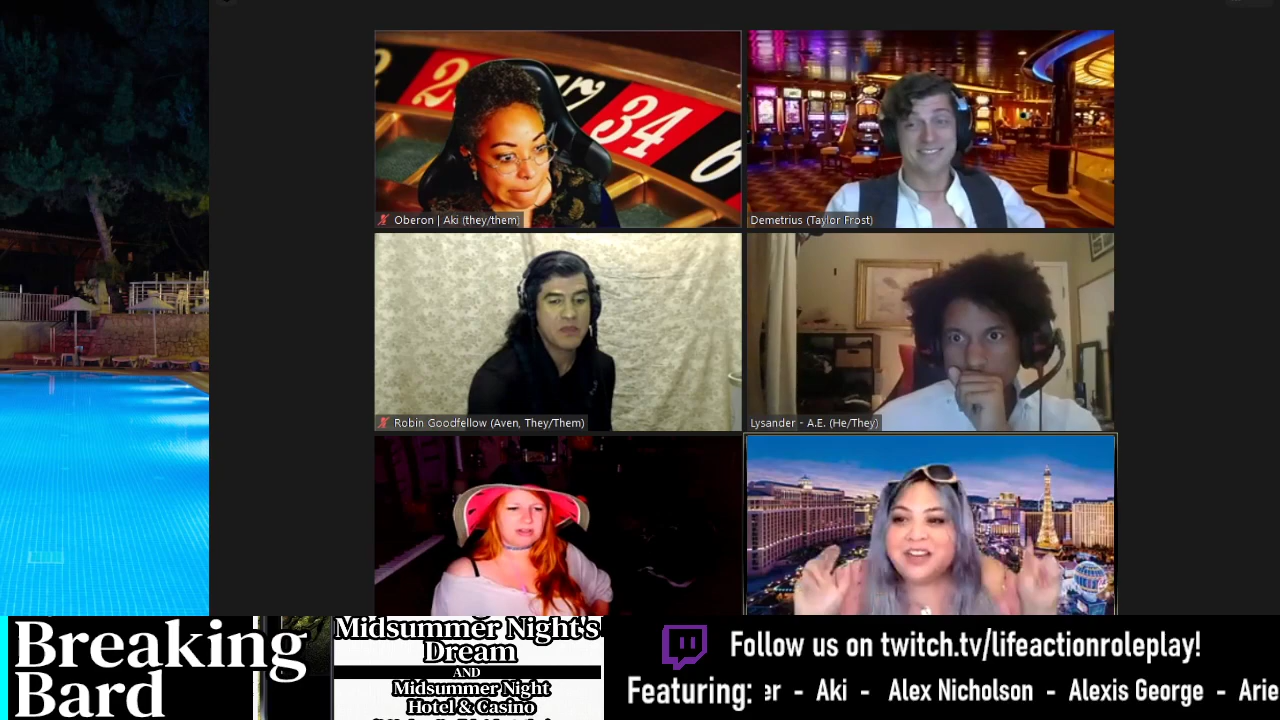 34
6
Oberon | Aki (they/them)
Demetrius (Taylor Frost)
Robin Goodfellow (Aven, They/Them)
Lysander - A.E. (He/They)
Breaking
Bard
Midsummer Night's
Dream
AND
Midsummer Night
Hotel & Casino
Follow us on twitch.tv/lifeactionroleplay!
Featuring: er - Aki - Alex Nicholson - Alexis George - Arie